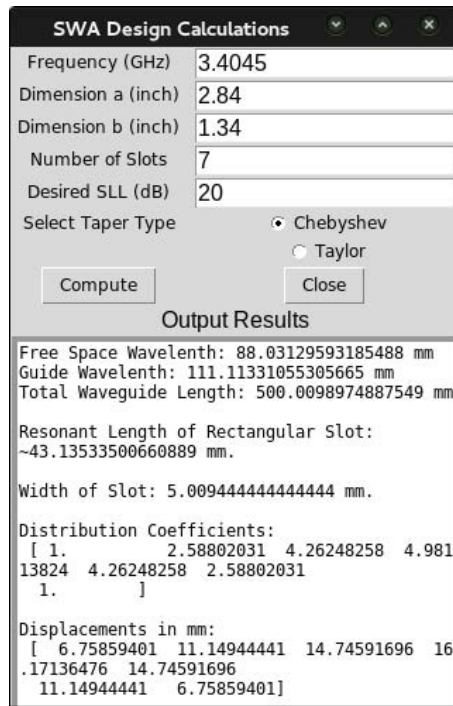 SWA Design Calculations
Frequency (GHz) 3.4045
Dimension a (inch) 2.84
Dimension b (inch) 1.34
Number of Slots 7
Desired SLL (dB) 20
Select Taper Type Chebyshev
Taylor
Compute Close
Output Results
Free Space Wavelenth: 88.03129593185488 mm
Guide Wavelenth: 111.11331055305665 mm
Total Waveguide Length: 500.0098974887549 mm
Resonant Length of Rectangular Slot:
~43.13533500660889 mm.
Width of Slot: 5.009444444444444 mm.
Distribution Coefficients:
[ 1. 2.58802031 4.26248258 4.981
13824 4.26248258 2.58802031
1. ]
Displacements in mm:
[ 6.75859401 11.14944441 14.74591696 16
.17136476 14.74591696
11.14944441 6.75859401]